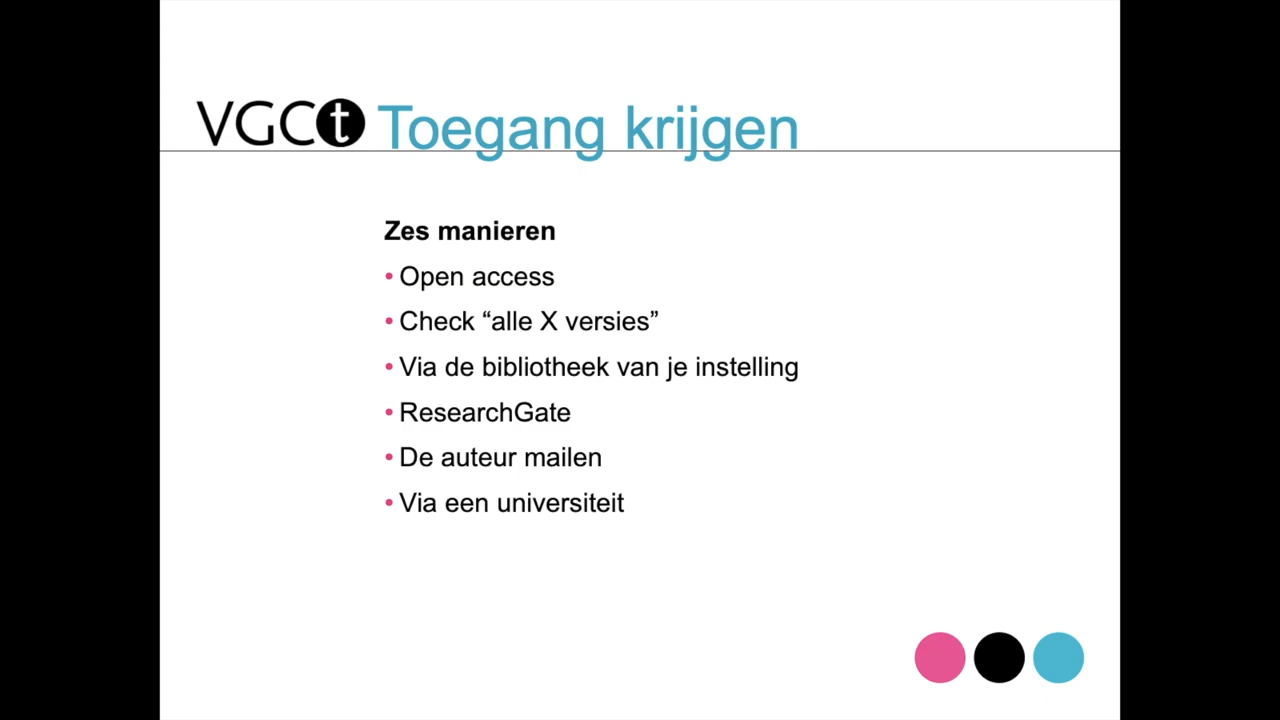 VGCt Toegang krijgen
Zes manieren
• Open access
• Check “alle X versies”
• Via de bibliotheek van je instelling
• ResearchGate
• De auteur mailen
• Via een universiteit